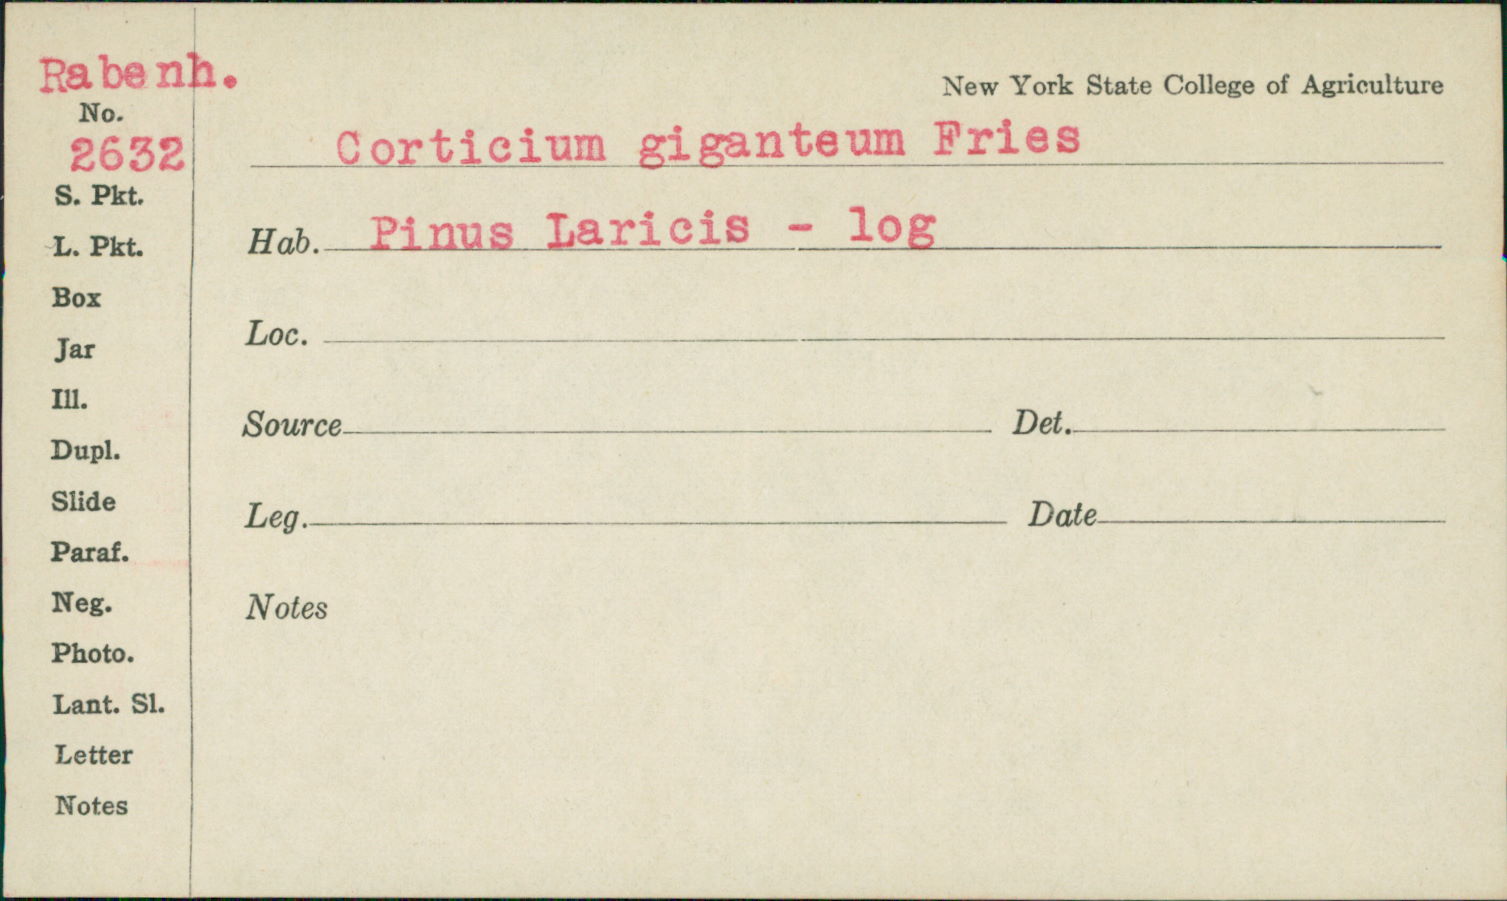 Rabenh.
No.
2632
S. Pkt.
L. Pkt.
Box
Jar
Ill.
Dupl.
Slide
Paraf.
Neg.
Photo.
Lant. Sl.
Letter
Notes
New York State College of Agriculture
Corticium giganteum Fries
Hab. Pinus Laricis - log
Loc.
Source Det.
Leg. Date
Notes